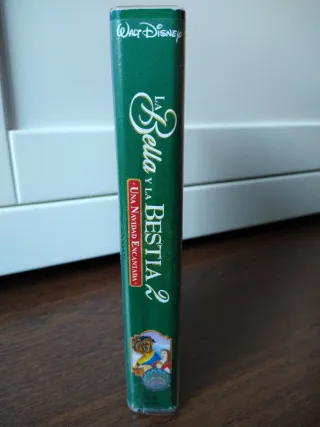 WALT DISNEY
LA
Bella
Y LA BESTIA 2
UNA NAVIDAD ENCANTADA